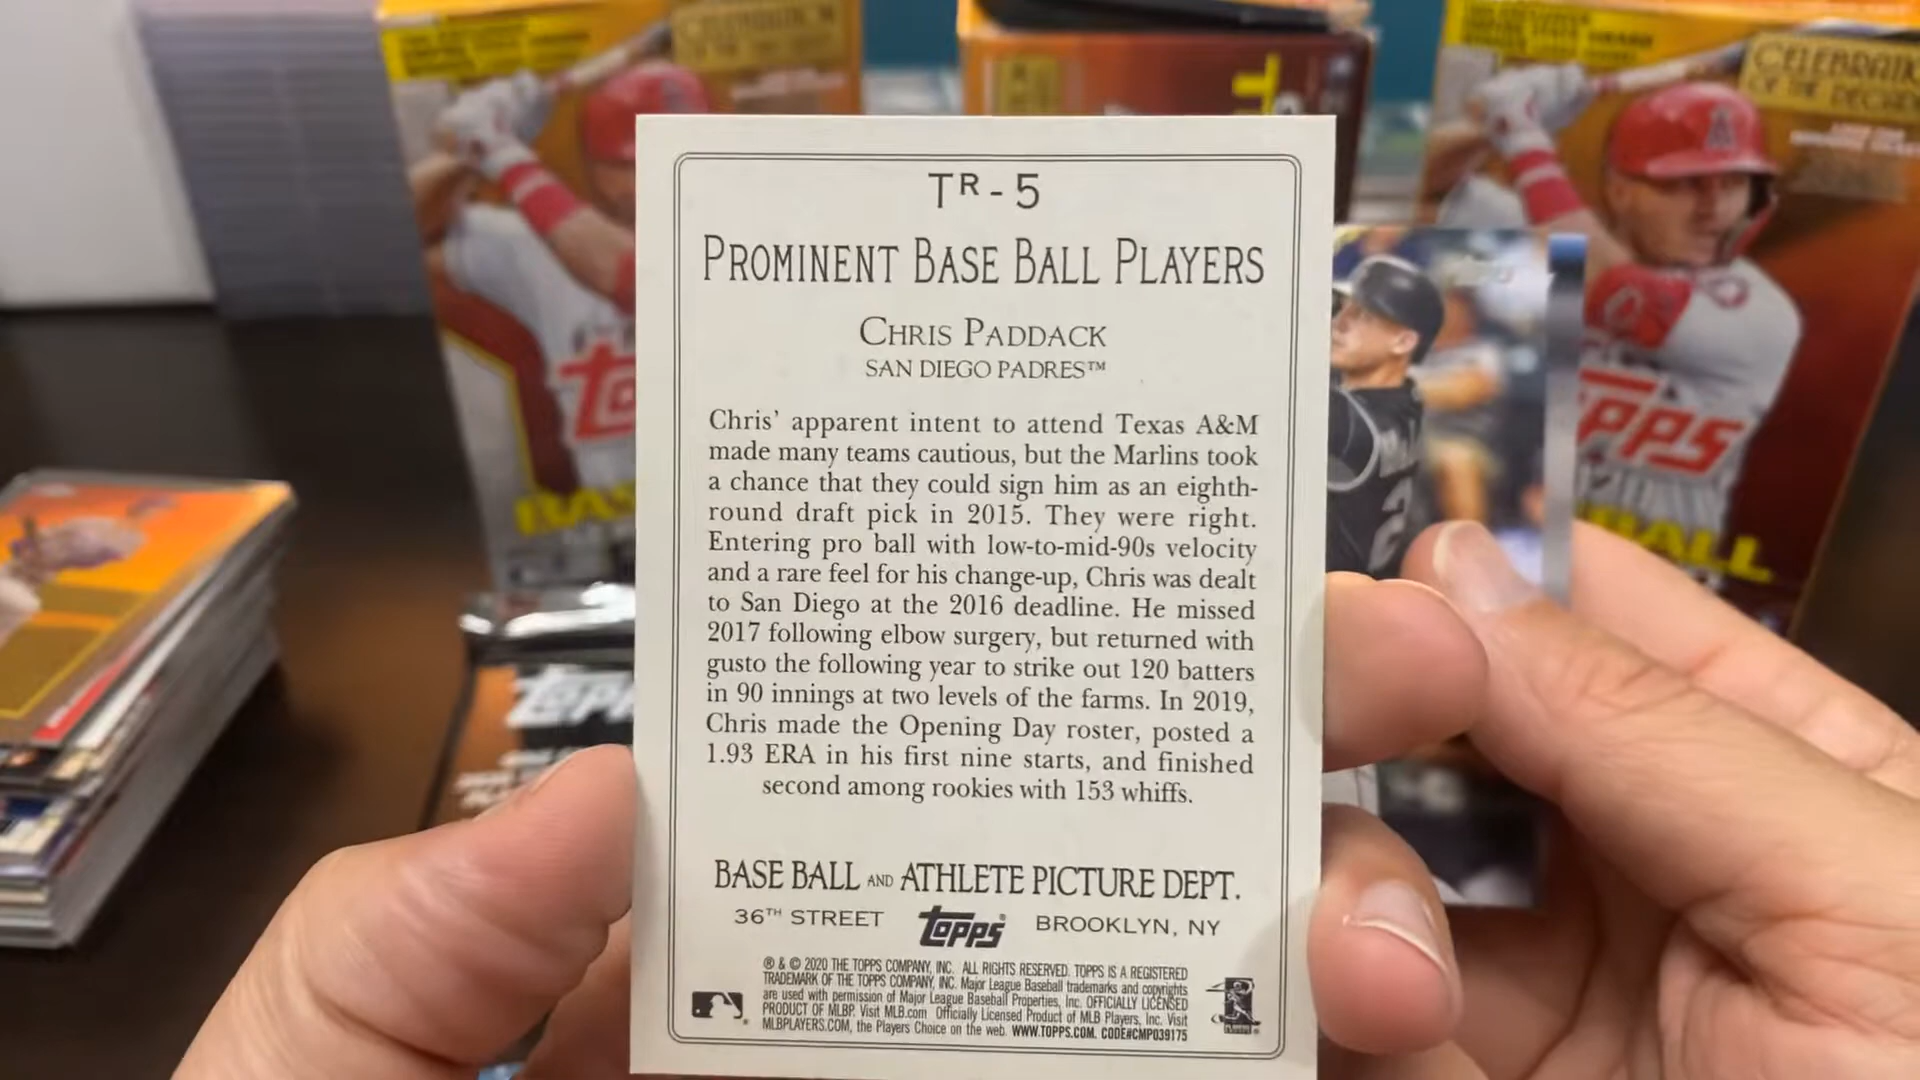 TR-5
PROMINENT BASE BALL PLAYERS
CHRIS PADDACK
SAN DIEGO PADRES™
Chris' apparent intent to attend Texas A&M
made many teams cautious, but the Marlins took
a chance that they could sign him as an eighth-
round draft pick in 2015. They were right.
Entering pro ball with low-to-mid-90s velocity
and a rare feel for his change-up, Chris was dealt
to San Diego at the 2016 deadline. He missed
2017 following elbow surgery, but returned with
gusto the following year to strike out 120 batters
in 90 innings at two levels of the farms. In 2019,
Chris made the Opening Day roster, posted a
1.93 ERA in his first nine starts, and finished
second among rookies with 153 whiffs.
BASE BALL AND ATHLETE PICTURE DEPT.
36TH STREET topps® BROOKLYN, NY
® & © 2020 THE TOPPS COMPANY, INC. ALL RIGHTS RESERVED. TOPPS IS A REGISTERED
TRADEMARK OF THE TOPPS COMPANY, INC. Major League Baseball trademarks and copyrights
are used with permission of Major League Baseball Properties, Inc. OFFICIALLY LICENSED
PRODUCT OF MLBP. Visit MLB.com Officially Licensed Product of MLB Players, Inc. Visit
MLBPLAYERS.COM, the Players Choice on the web. WWW.TOPPS.COM. CODE#CMP039175
CELEBRATION
OF THE DECADES
TOPPS
BALL
BAS
topps